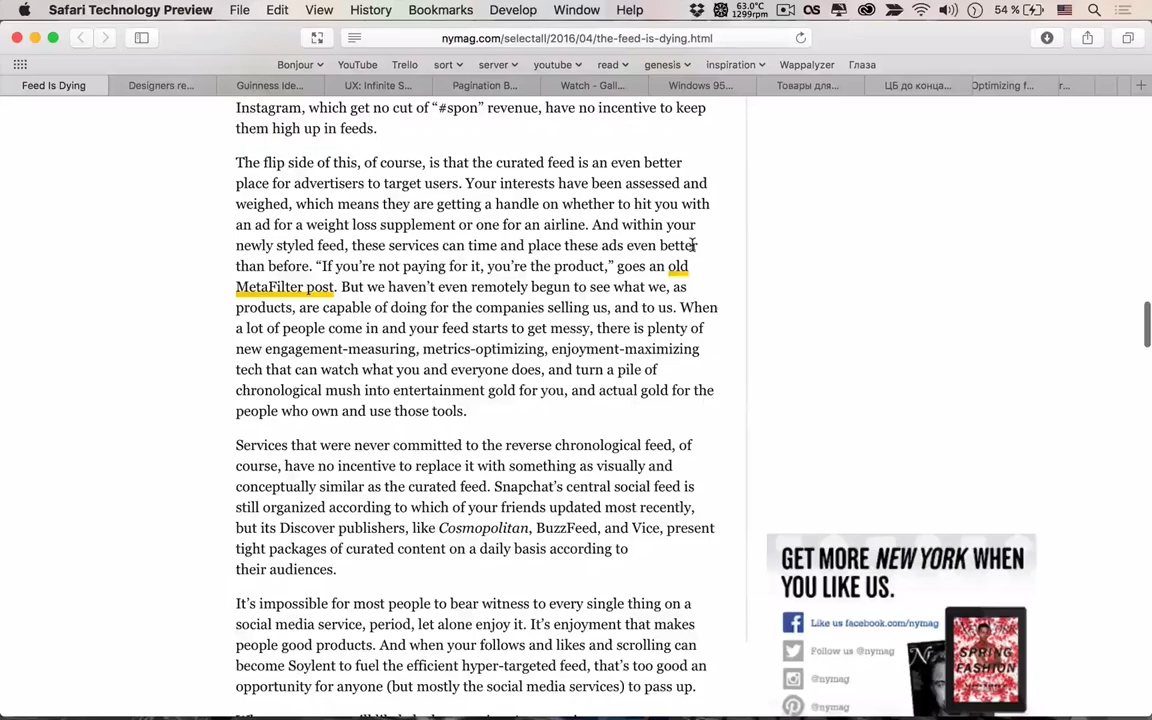 Safari Technology Preview File Edit View History Bookmarks Develop Window Help 63.0°C 1299rpm 54 %
nymag.com/selectall/2016/04/the-feed-is-dying.html
Bonjour YouTube Trello sort server youtube read genesis inspiration Wappalyzer Глаза
Feed Is Dying Designers re... Guinness Ide... UX: Infinite S... Pagination B... Watch - Gall... Windows 95... Товары для... ЦБ до конца... Optimizing f... r...
Instagram, which get no cut of “#spon” revenue, have no incentive to keep
them high up in feeds.
The flip side of this, of course, is that the curated feed is an even better
place for advertisers to target users. Your interests have been assessed and
weighed, which means they are getting a handle on whether to hit you with
an ad for a weight loss supplement or one for an airline. And within your
newly styled feed, these services can time and place these ads even better
than before. “If you’re not paying for it, you’re the product,” goes an old
MetaFilter post. But we haven’t even remotely begun to see what we, as
products, are capable of doing for the companies selling us, and to us. When
a lot of people come in and your feed starts to get messy, there is plenty of
new engagement-measuring, metrics-optimizing, enjoyment-maximizing
tech that can watch what you and everyone does, and turn a pile of
chronological mush into entertainment gold for you, and actual gold for the
people who own and use those tools.
Services that were never committed to the reverse chronological feed, of
course, have no incentive to replace it with something as visually and
conceptually similar as the curated feed. Snapchat’s central social feed is
still organized according to which of your friends updated most recently,
but its Discover publishers, like Cosmopolitan, BuzzFeed, and Vice, present
tight packages of curated content on a daily basis according to
their audiences.
It’s impossible for most people to bear witness to every single thing on a
social media service, period, let alone enjoy it. It’s enjoyment that makes
people good products. And when your follows and likes and scrolling can
become Soylent to fuel the efficient hyper-targeted feed, that’s too good an
opportunity for anyone (but mostly the social media services) to pass up.
GET MORE NEW YORK WHEN
YOU LIKE US.
Like us facebook.com/nymag
Follow us @nymag
@nymag
@nymag
SPRING
FASHION